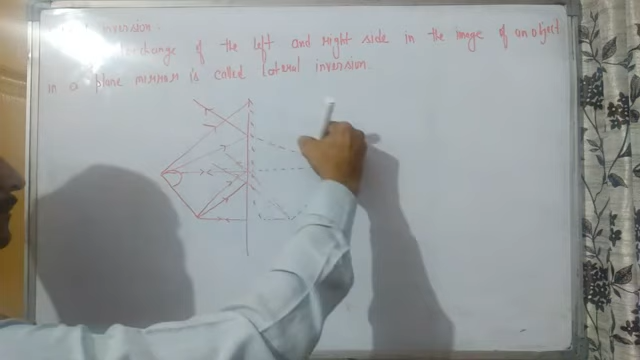 inversion.
change of the left and right side in the image of an object
in a plane mirror is called lateral inversion.